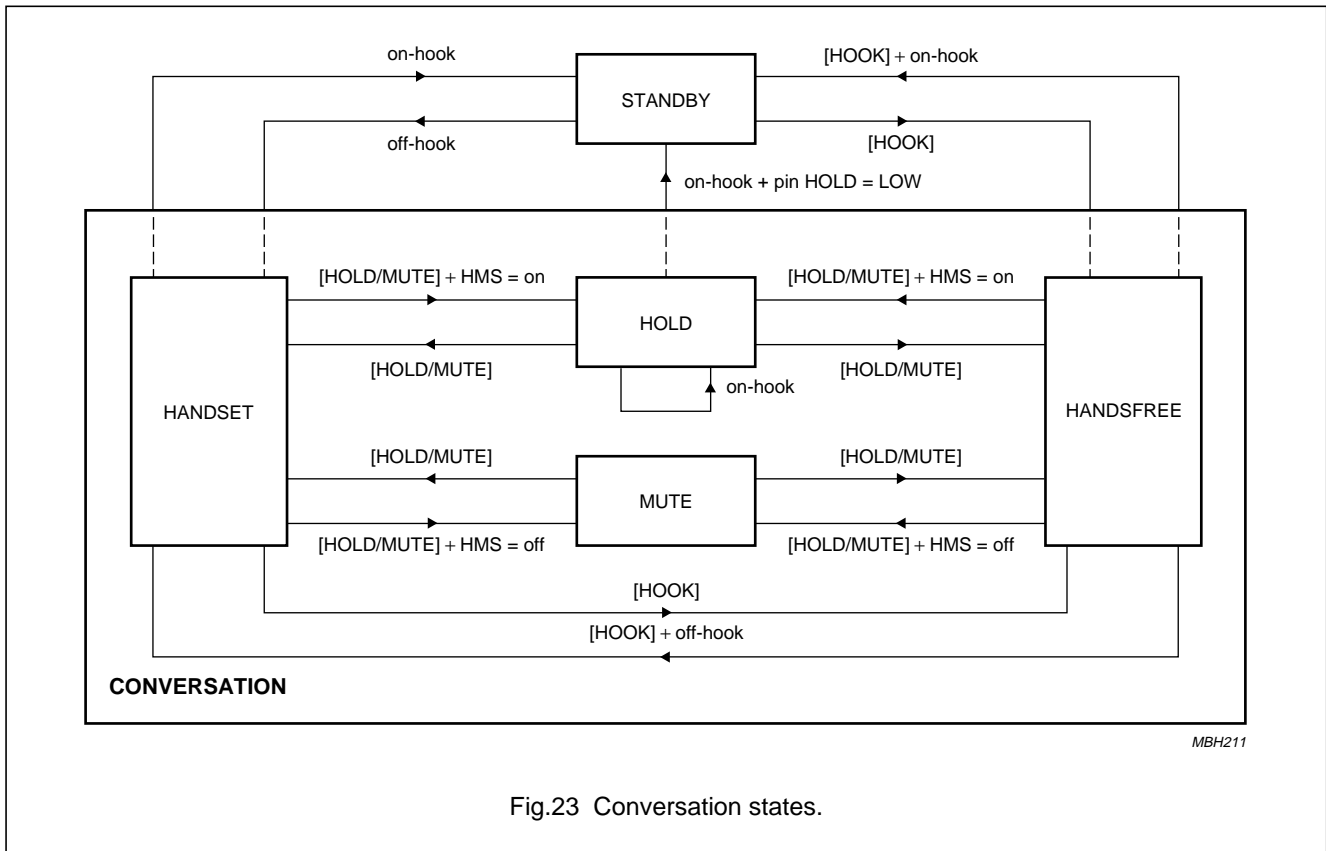 on-hook
[HOOK] + on-hook
STANDBY
off-hook
[HOOK]
on-hook + pin HOLD = LOW
[HOLD/MUTE] + HMS = on
[HOLD/MUTE] + HMS = on
HOLD
[HOLD/MUTE]
[HOLD/MUTE]
on-hook
HANDSET
HANDSFREE
[HOLD/MUTE]
[HOLD/MUTE]
MUTE
[HOLD/MUTE] + HMS = off
[HOLD/MUTE] + HMS = off
[HOOK]
[HOOK] + off-hook
CONVERSATION
MBH211
Fig.23 Conversation states.